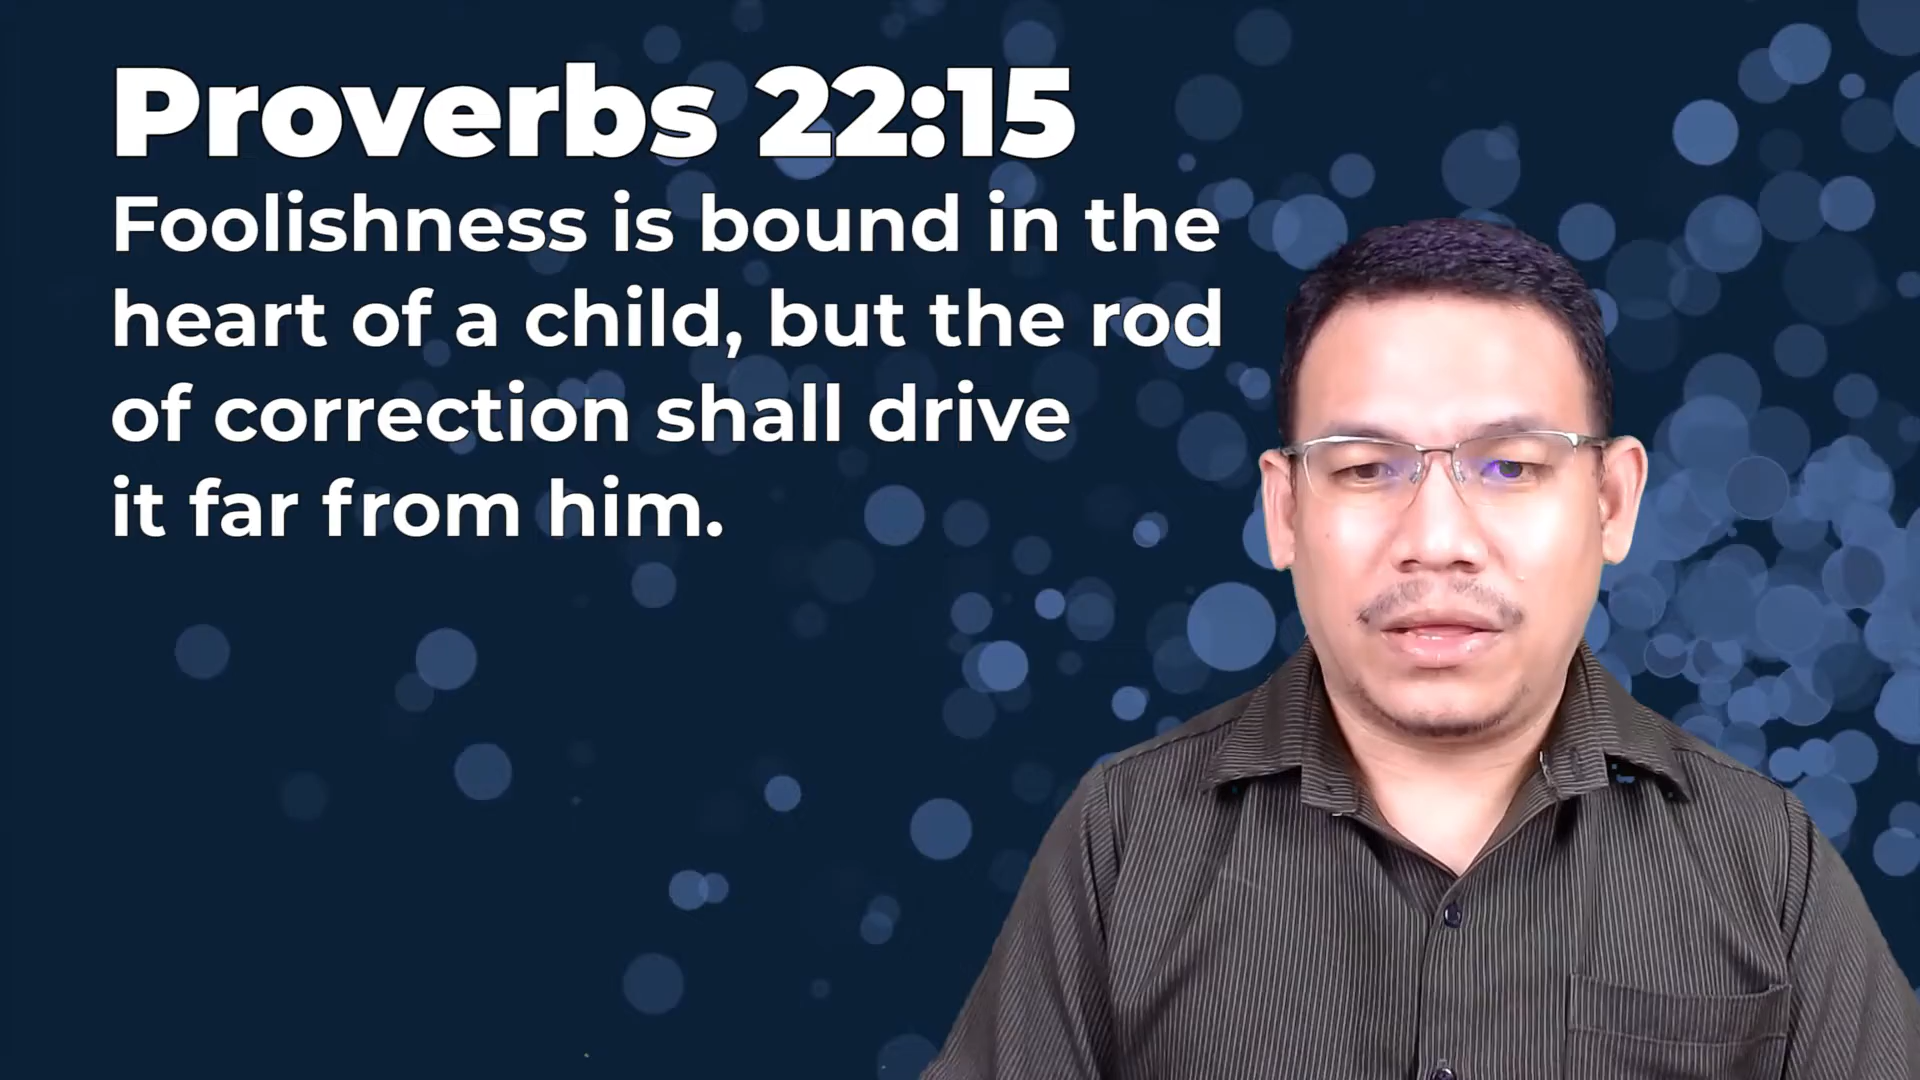 Proverbs 22:15
Foolishness is bound in the
heart of a child, but the rod
of correction shall drive
it far from him.